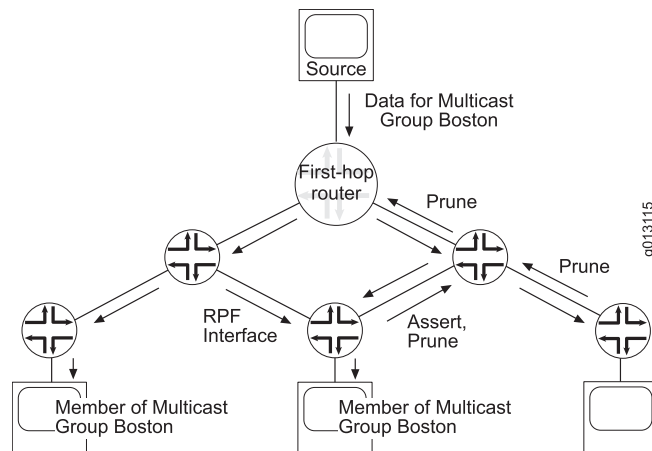 Source
Data for Multicast
Group Boston
First-hop
router
Prune
g013115
Prune
RPF
Interface
Assert,
Prune
Member of Multicast
Group Boston
Member of Multicast
Group Boston